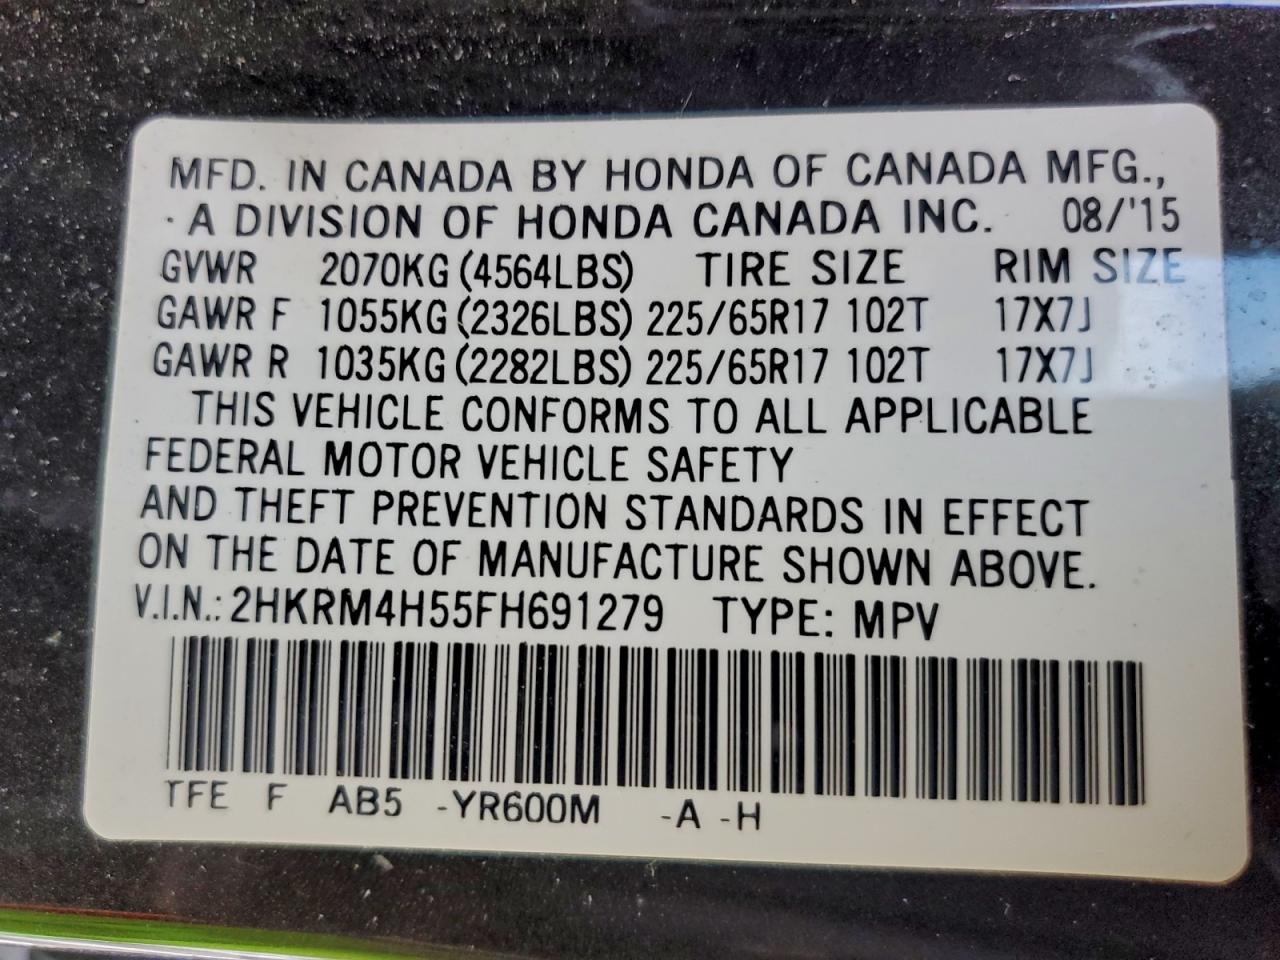 MFD. IN CANADA BY HONDA OF CANADA MFG.,
· A DIVISION OF HONDA CANADA INC. 08/'15
GVWR 2070KG (4564LBS) TIRE SIZE RIM SIZE
GAWR F 1055KG (2326LBS) 225/65R17 102T 17X7J
GAWR R 1035KG (2282LBS) 225/65R17 102T 17X7J
THIS VEHICLE CONFORMS TO ALL APPLICABLE
FEDERAL MOTOR VEHICLE SAFETY
AND THEFT PREVENTION STANDARDS IN EFFECT
ON THE DATE OF MANUFACTURE SHOWN ABOVE.
V.I.N.: 2HKRM4H55FH691279 TYPE: MPV
TFE F AB5 -YR600M -A -H